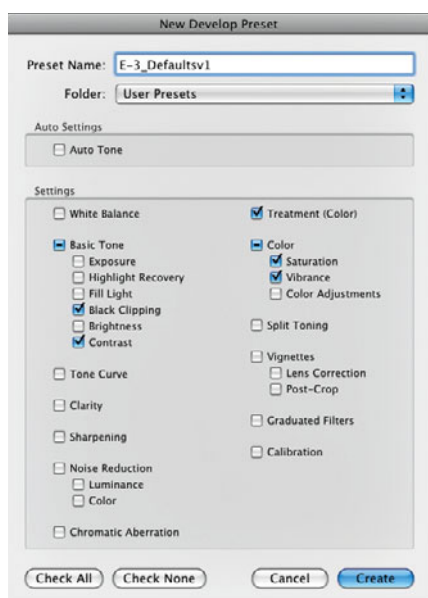 New Develop Preset
Preset Name: E-3_Defaultsv1
Folder: User Presets
Auto Settings
Auto Tone
Settings
White Balance
Basic Tone
Exposure
Highlight Recovery
Fill Light
Black Clipping
Brightness
Contrast
Tone Curve
Clarity
Sharpening
Noise Reduction
Luminance
Color
Chromatic Aberration
Treatment (Color)
Color
Saturation
Vibrance
Color Adjustments
Split Toning
Vignettes
Lens Correction
Post-Crop
Graduated Filters
Calibration
Check All Check None Cancel Create